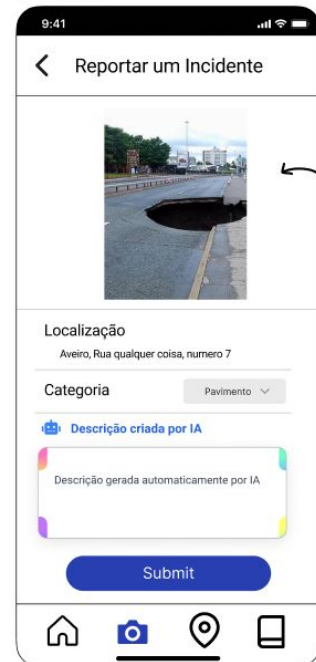 9:41
Reportar um Incidente
Localização
Aveiro, Rua qualquer coisa, numero 7
Categoria
Pavimento
Descrição criada por IA
Descrição gerada automaticamente por IA
Submit